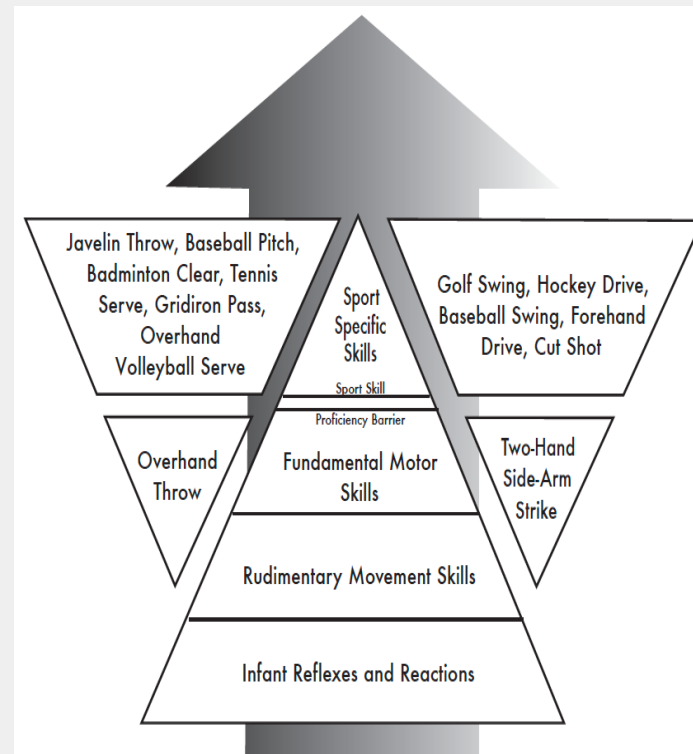 Javelin Throw, Baseball Pitch,
Badminton Clear, Tennis
Serve, Gridiron Pass,
Overhand
Volleyball Serve
Golf Swing, Hockey Drive,
Baseball Swing, Forehand
Drive, Cut Shot
Sport
Specific
Skills
Sport Skill
Proficiency Barrier
Overhand
Throw
Fundamental Motor
Skills
Two-Hand
Side-Arm
Strike
Rudimentary Movement Skills
Infant Reflexes and Reactions